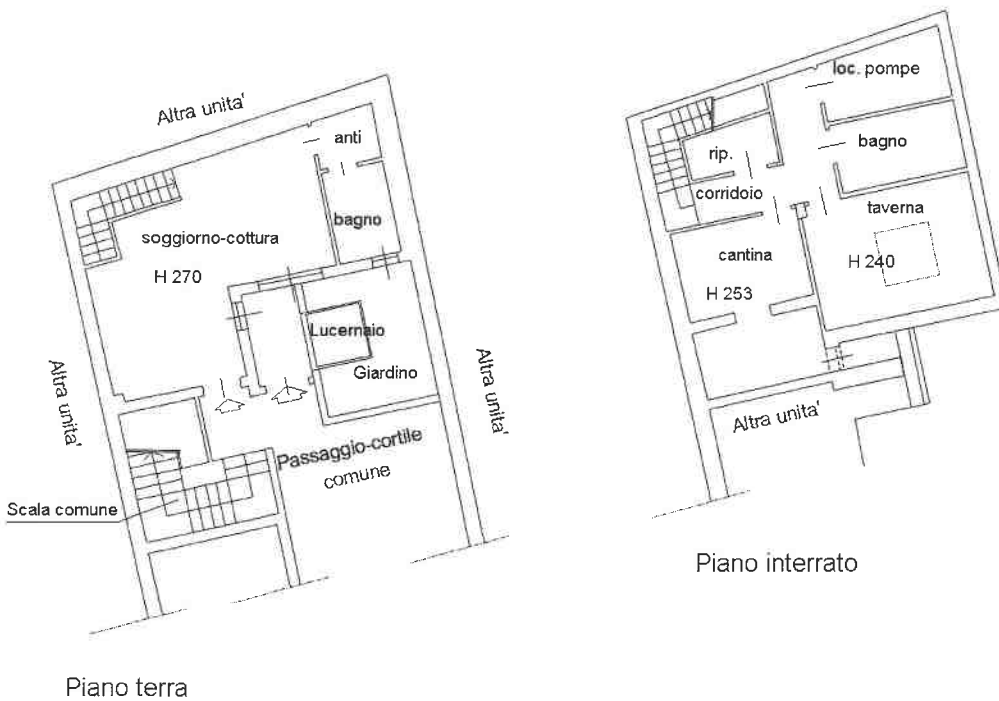 Altra unita'
anti
bagno
soggiorno-cottura
H 270
Lucernaio
Giardino
Altra unita'
Altra unita'
Passaggio-cortile
comune
Scala comune
Piano terra
loc. pompe
bagno
rip.
corridoio
taverna
cantina
H 240
H 253
Altra unita'
Piano interrato